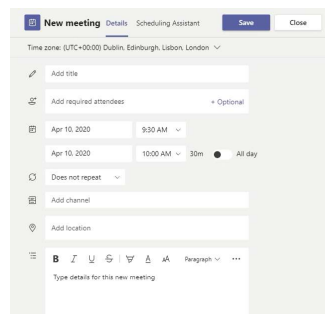 New meeting Details Scheduling Assistant Save Close
Time zone: (UTC+00:00) Dublin, Edinburgh, Lisbon, London
Add title
Add required attendees + Optional
Apr 10, 2020 9:30 AM
Apr 10, 2020 10:00 AM 30m All day
Does not repeat
Add channel
Add location
B I U S A AA Paragraph
Type details for this new meeting